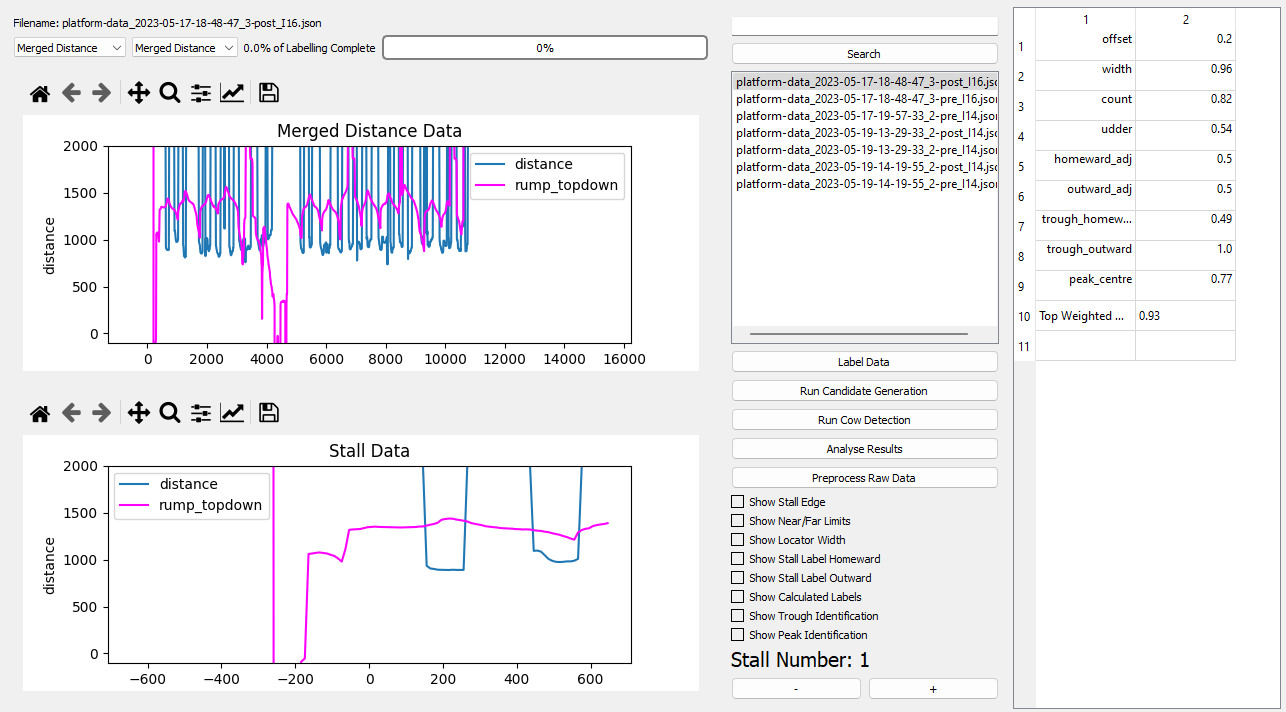 Filename: platform-data_2023-05-17-18-48-47_3-post_I16.json
Merged Distance Merged Distance 0.0% of Labelling Complete 0%
Merged Distance Data
distance
rump_topdown
2000
1500
1000
500
0
distance
0 2000 4000 6000 8000 10000 12000 14000 16000
Stall Data
distance
rump_topdown
2000
1500
1000
500
0
distance
−600 −400 −200 0 200 400 600
Search
platform-data_2023-05-17-18-48-47_3-post_I16.jso
platform-data_2023-05-17-18-48-47_3-pre_I16.json
platform-data_2023-05-17-19-57-33_2-pre_I14.json
platform-data_2023-05-19-13-29-33_2-post_I14.jso
platform-data_2023-05-19-13-29-33_2-pre_I14.json
platform-data_2023-05-19-14-19-55_2-post_I14.jso
platform-data_2023-05-19-14-19-55_2-pre_I14.json
Label Data
Run Candidate Generation
Run Cow Detection
Analyse Results
Preprocess Raw Data
Show Stall Edge
Show Near/Far Limits
Show Locator Width
Show Stall Label Homeward
Show Stall Label Outward
Show Calculated Labels
Show Trough Identification
Show Peak Identification
Stall Number: 1
- +
1 2
1 offset 0.2
2 width 0.96
3 count 0.82
4 udder 0.54
5 homeward_adj 0.5
6 outward_adj 0.5
7 trough_homew... 0.49
8 trough_outward 1.0
9 peak_centre 0.77
10 Top Weighted ... 0.93
11